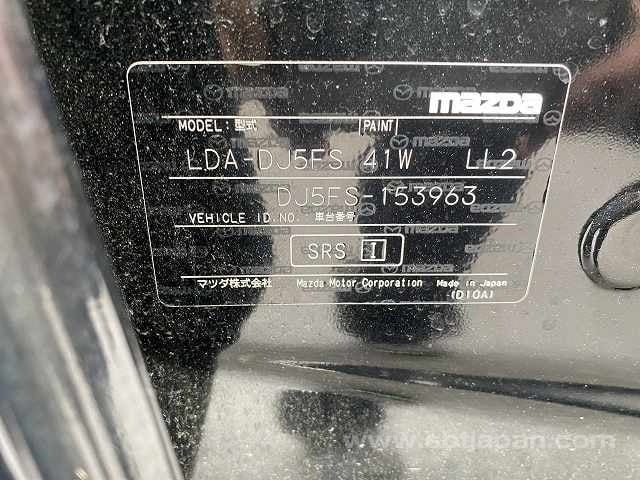 mazda
MODEL: 型式 PAINT
LDA-DJ5FS 41W LL2
DJ5FS-153963
VEHICLE ID.NO. 車台番号
SRS I
マツダ株式会社 Mazda Motor Corporation Made in Japan
(D10A)
www.sbtjapan.com